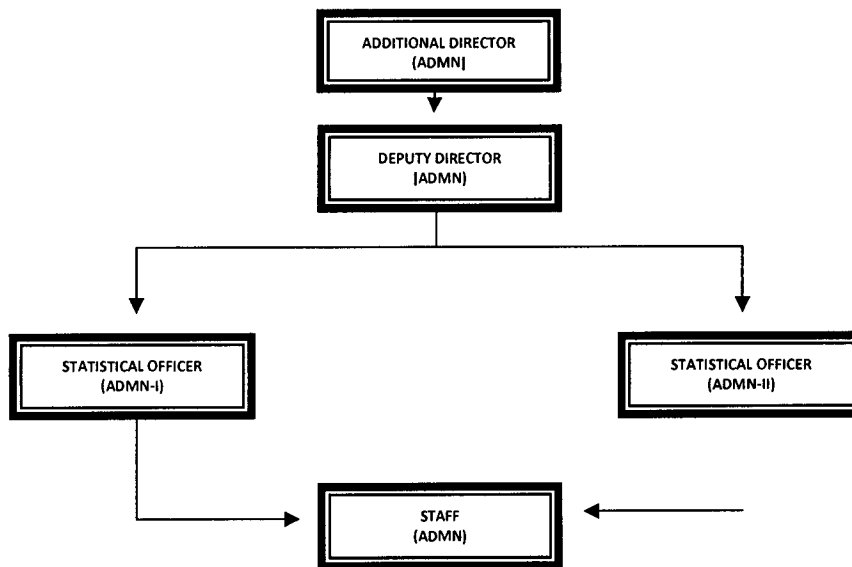 ADDITIONAL DIRECTOR
(ADMN|
DEPUTY DIRECTOR
|ADMN)
STATISTICAL OFFICER
(ADMN-I)
STATISTICAL OFFICER
(ADMN-II)
STAFF
(ADMN)